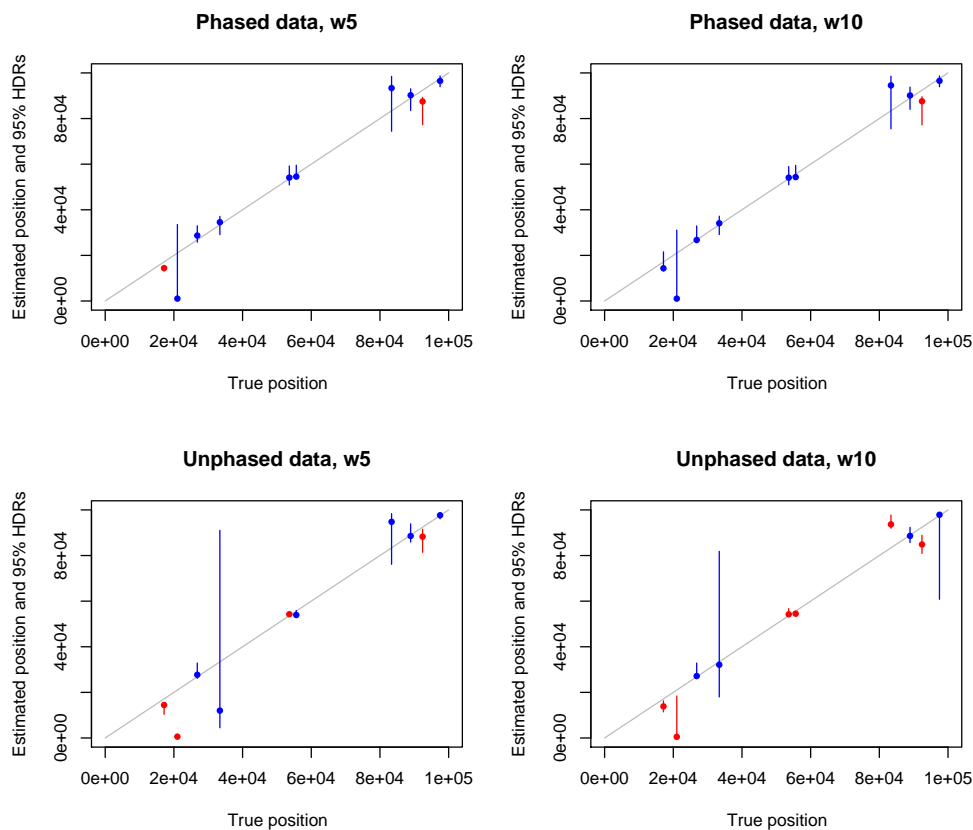 Phased data, w5
Estimated position and 95% HDRs
0e+00
4e+04
8e+04
0e+00 2e+04 4e+04 6e+04 8e+04 1e+05
True position
Phased data, w10
Estimated position and 95% HDRs
0e+00
4e+04
8e+04
0e+00 2e+04 4e+04 6e+04 8e+04 1e+05
True position
Unphased data, w5
Estimated position and 95% HDRs
0e+00
4e+04
8e+04
0e+00 2e+04 4e+04 6e+04 8e+04 1e+05
True position
Unphased data, w10
Estimated position and 95% HDRs
0e+00
4e+04
8e+04
0e+00 2e+04 4e+04 6e+04 8e+04 1e+05
True position